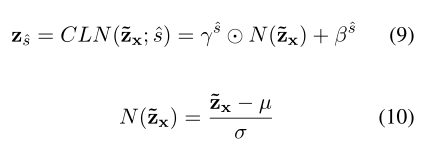 𝐳_ŝ = CLN(𝐳̃_𝐱; ŝ) = γ^ŝ ⊙ N(𝐳̃_𝐱) + β^ŝ (9)
N(𝐳̃_𝐱) = (𝐳̃_𝐱 − μ) / σ (10)